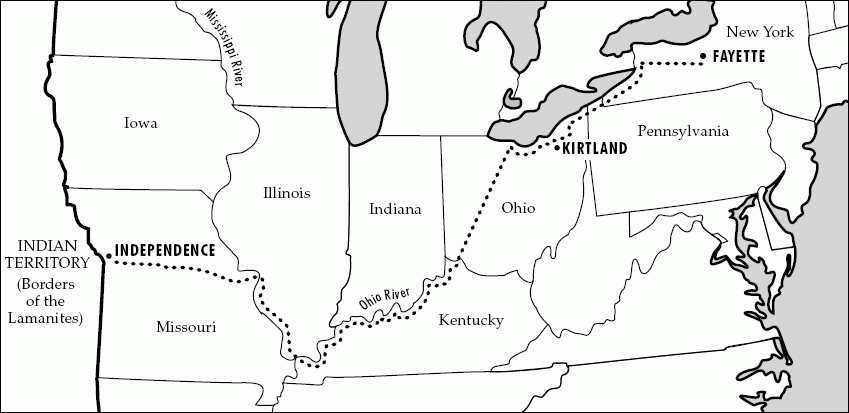 Mississippi River
New York
FAYETTE
Iowa
Pennsylvania
KIRTLAND
Illinois
Indiana
Ohio
INDIAN
TERRITORY
(Borders
of the
Lamanites)
INDEPENDENCE
Ohio River
Missouri
Kentucky